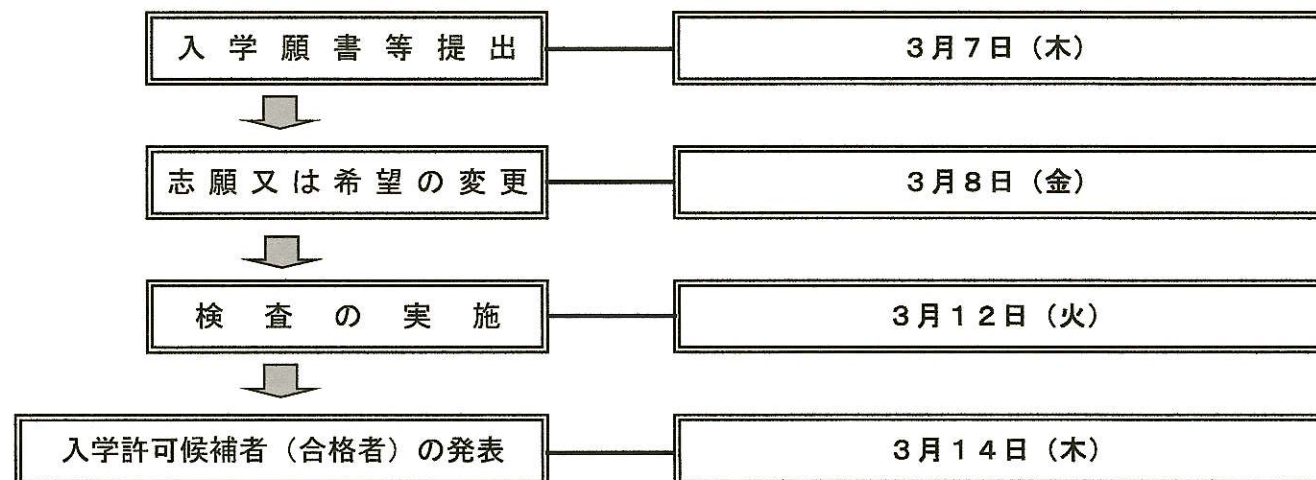 入学願書等提出
3月7日（木）
志願又は希望の変更
3月8日（金）
検査の実施
3月12日（火）
入学許可候補者（合格者）の発表
3月14日（木）